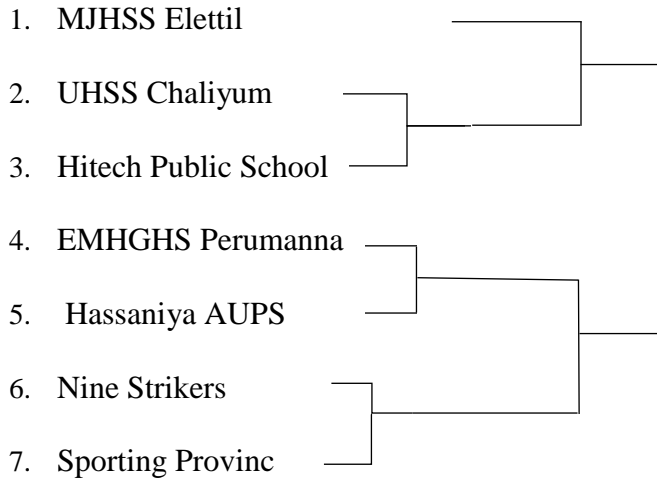 1. MJHSS Elettil
2. UHSS Chaliyum
3. Hitech Public School
4. EMHGHS Perumanna
5. Hassaniya AUPS
6. Nine Strikers
7. Sporting Provinc